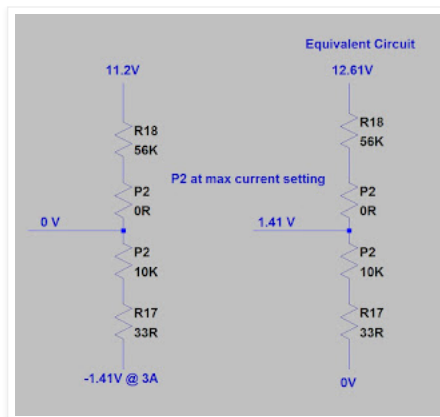 Equivalent Circuit
11.2V
12.61V
R18
56K
R18
56K
P2
0R
P2 at max current setting
P2
0R
0 V
1.41 V
P2
10K
P2
10K
R17
33R
R17
33R
-1.41V @ 3A
0V